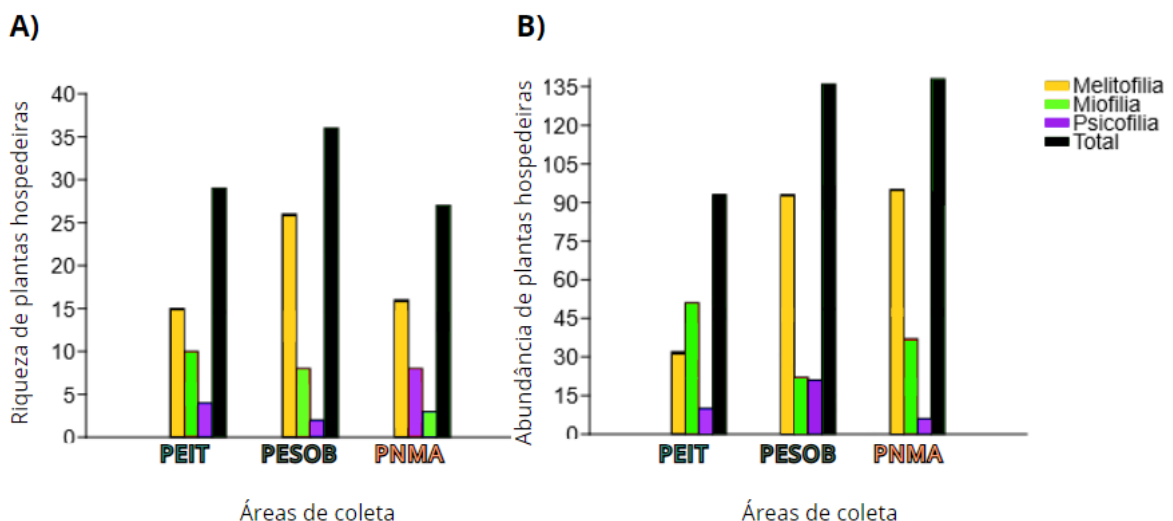 A)
Riqueza de plantas hospedeiras
40
35
30
25
20
15
10
5
0
PEIT PESOB PNMA
Áreas de coleta
B)
Abundância de plantas hospedeiras
135
120
105
90
75
60
45
30
15
0
PEIT PESOB PNMA
Áreas de coleta
Melitofilia
Miofilia
Psicofilia
Total